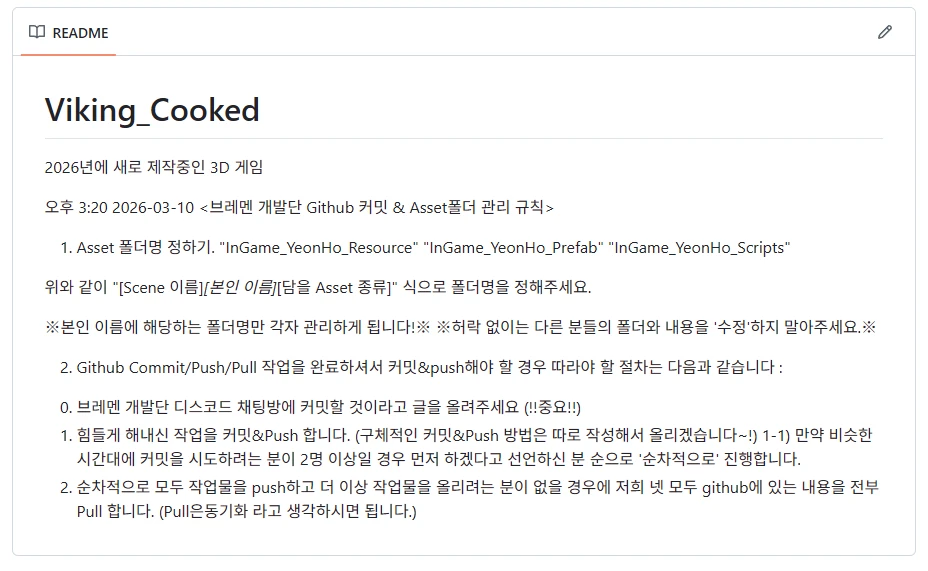 README
Viking_Cooked
2026년에 새로 제작중인 3D 게임
오후 3:20 2026-03-10 <브레멘 개발단 Github 커밋 & Asset폴더 관리 규칙>
1. Asset 폴더명 정하기. "InGame_YeonHo_Resource" "InGame_YeonHo_Prefab" "InGame_YeonHo_Scripts"
위와 같이 "[Scene 이름][본인 이름][담을 Asset 종류]" 식으로 폴더명을 정해주세요.
※본인 이름에 해당하는 폴더명만 각자 관리하게 됩니다!※ ※허락 없이는 다른 분들의 폴더와 내용을 '수정'하지 말아주세요.※
2. Github Commit/Push/Pull 작업을 완료하셔서 커밋&push해야 할 경우 따라야 할 절차는 다음과 같습니다 :
0. 브레멘 개발단 디스코드 채팅방에 커밋할 것이라고 글을 올려주세요 (!!중요!!)
1. 힘들게 해내신 작업을 커밋&Push 합니다. (구체적인 커밋&Push 방법은 따로 작성해서 올리겠습니다~!) 1-1) 만약 비슷한
시간대에 커밋을 시도하려는 분이 2명 이상일 경우 먼저 하겠다고 선언하신 분 순으로 '순차적으로' 진행합니다.
2. 순차적으로 모두 작업물을 push하고 더 이상 작업물을 올리려는 분이 없을 경우에 저희 넷 모두 github에 있는 내용을 전부
Pull 합니다. (Pull은동기화 라고 생각하시면 됩니다.)